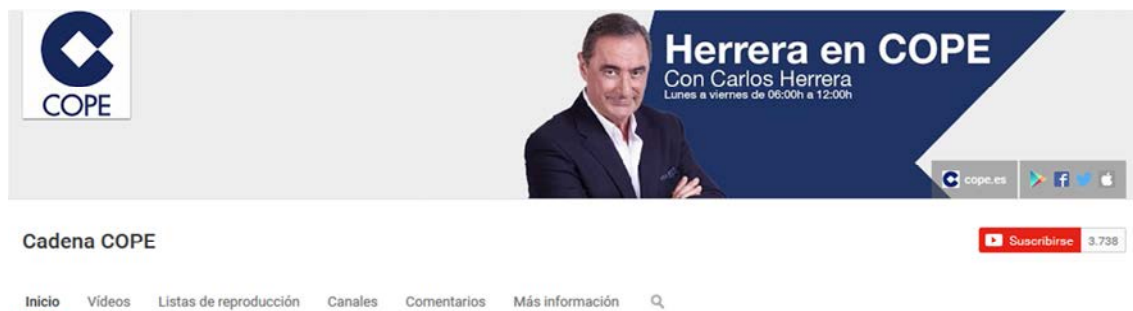 COPE
Herrera en COPE
Con Carlos Herrera
Lunes a viernes de 06:00h a 12:00h
cope.es
Cadena COPE
Suscribirse 3.738
Inicio Vídeos Listas de reproducción Canales Comentarios Más información